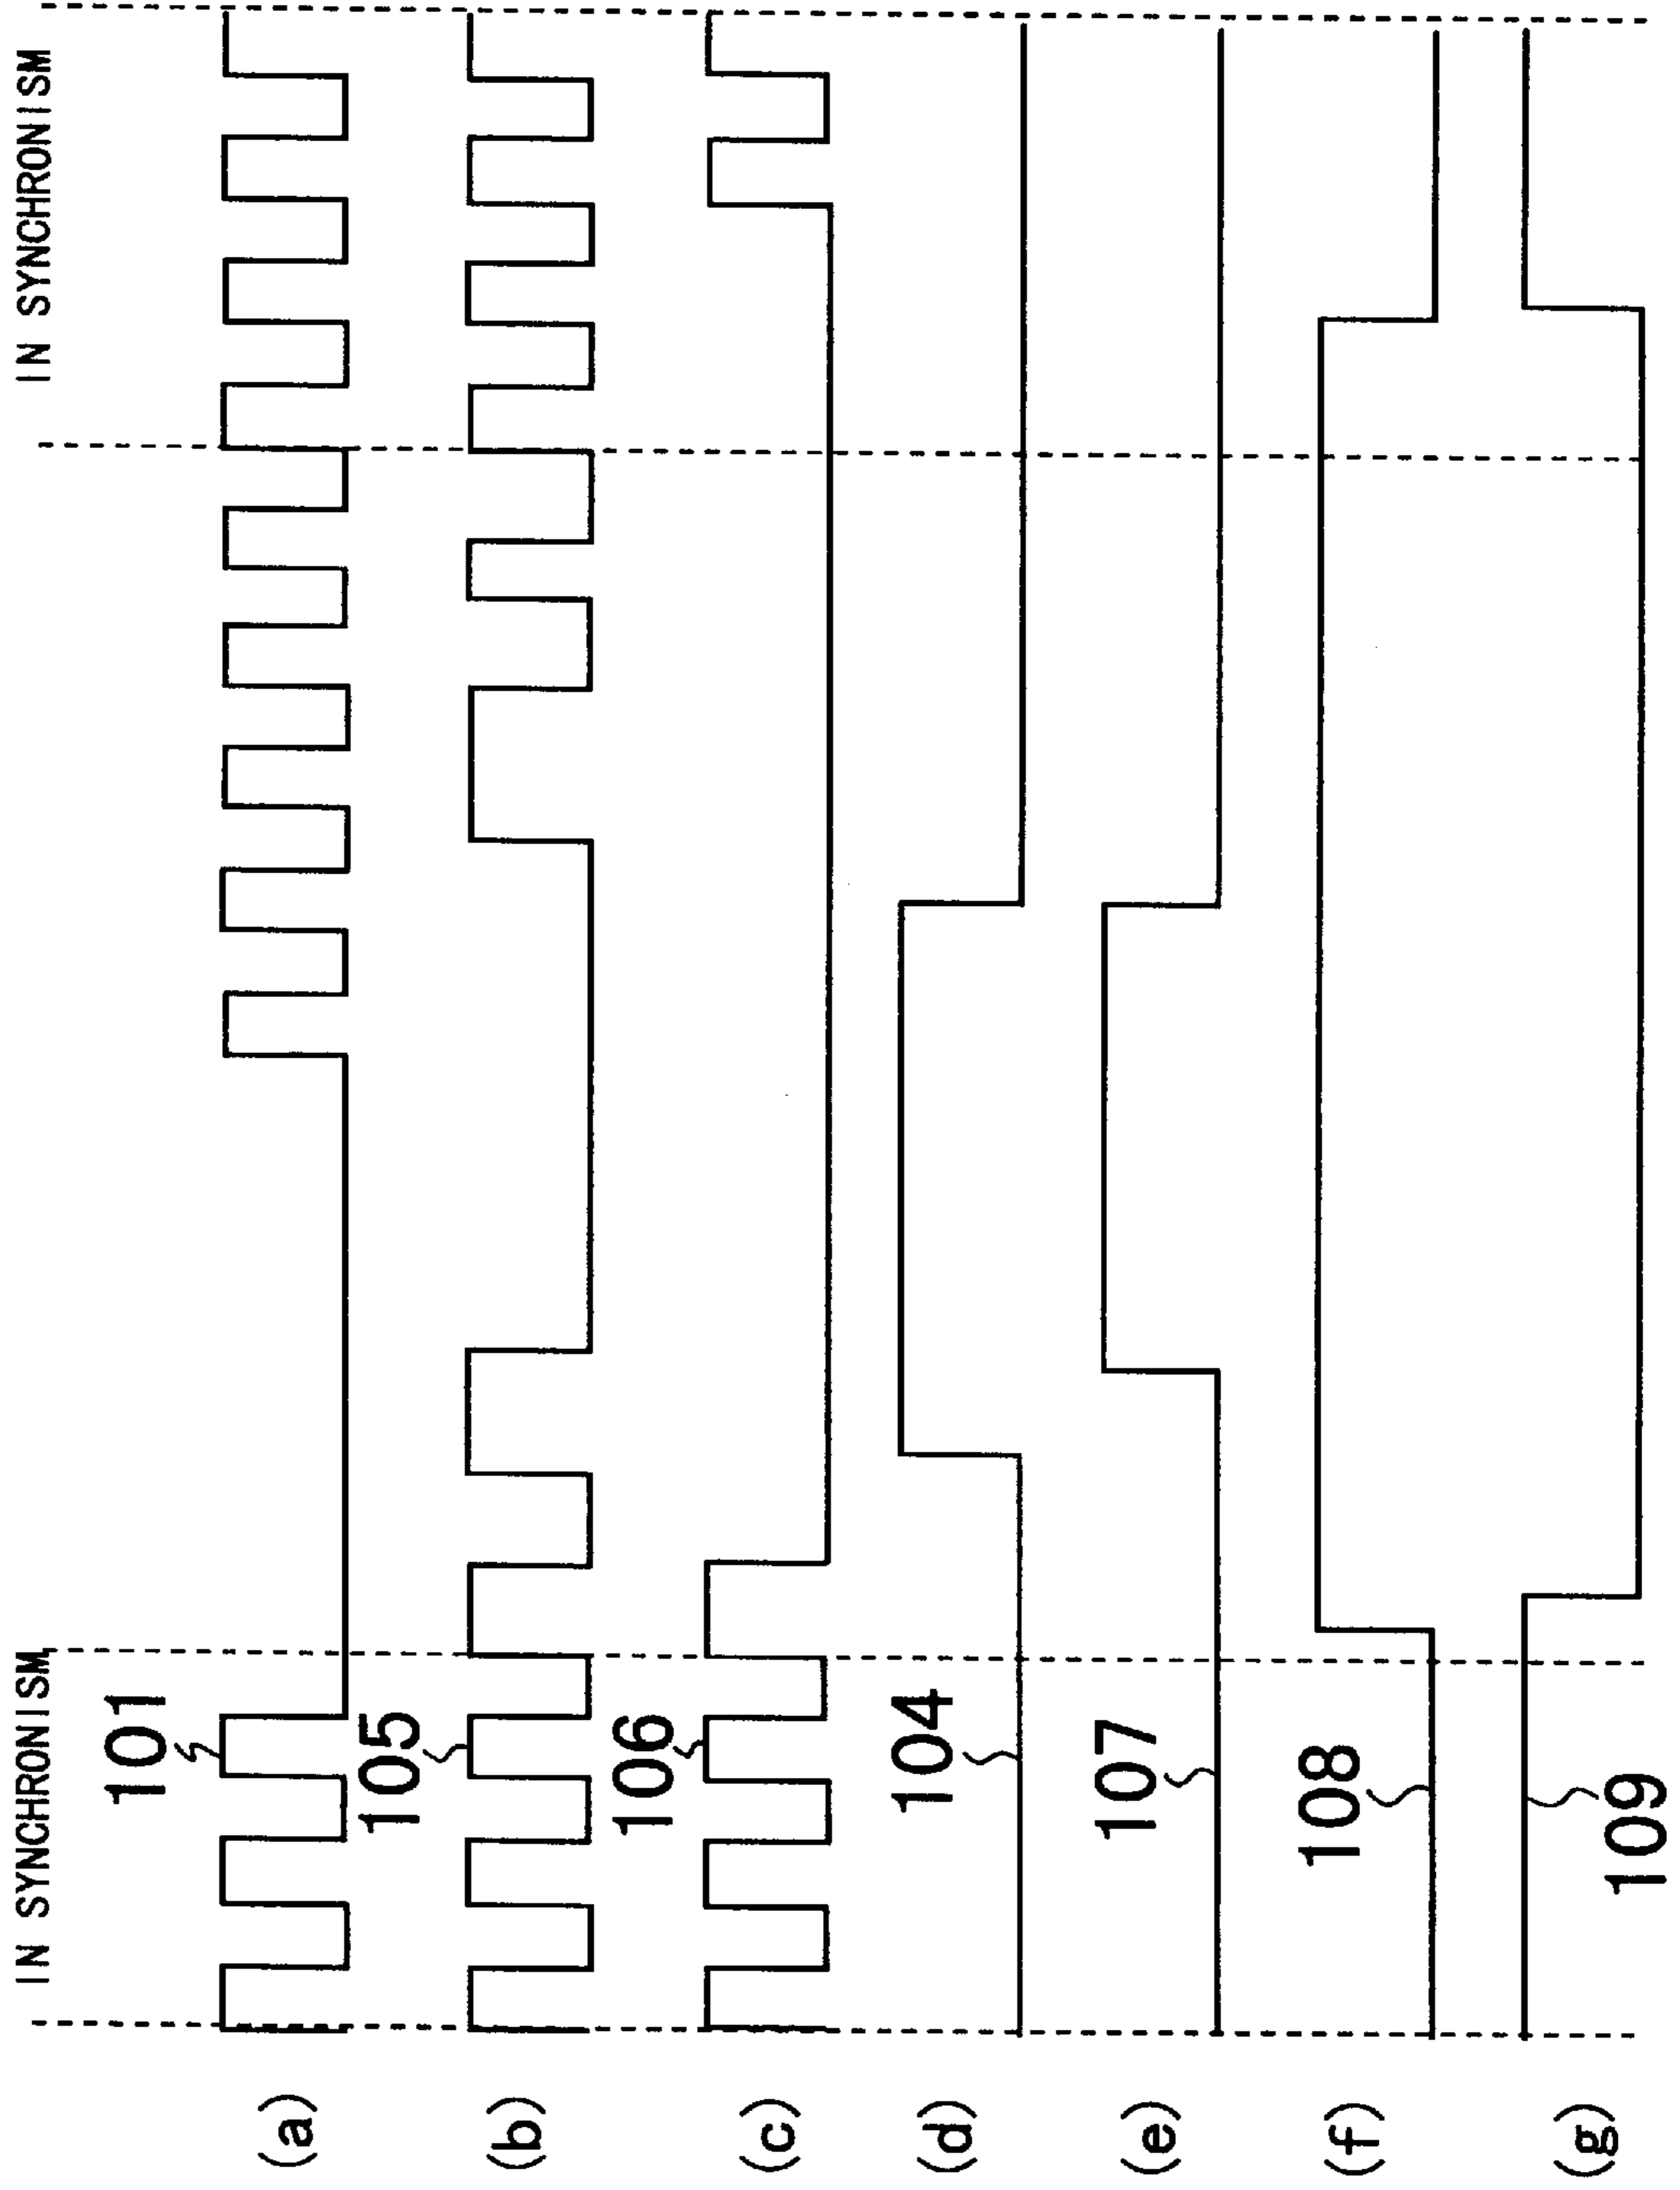 IN SYNCHRONISM
IN SYNCHRONISM
(a)
101
(b)
105
(c)
106
(d)
104
(e)
107
(f)
108
(g)
109